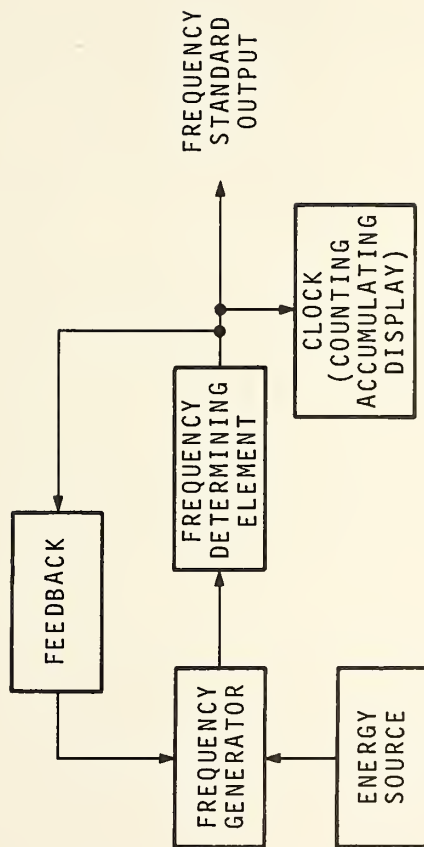 FEEDBACK
FREQUENCY
GENERATOR
FREQUENCY
DETERMINING
ELEMENT
FREQUENCY
STANDARD
OUTPUT
ENERGY
SOURCE
CLOCK
(COUNTING
ACCUMULATING
DISPLAY)